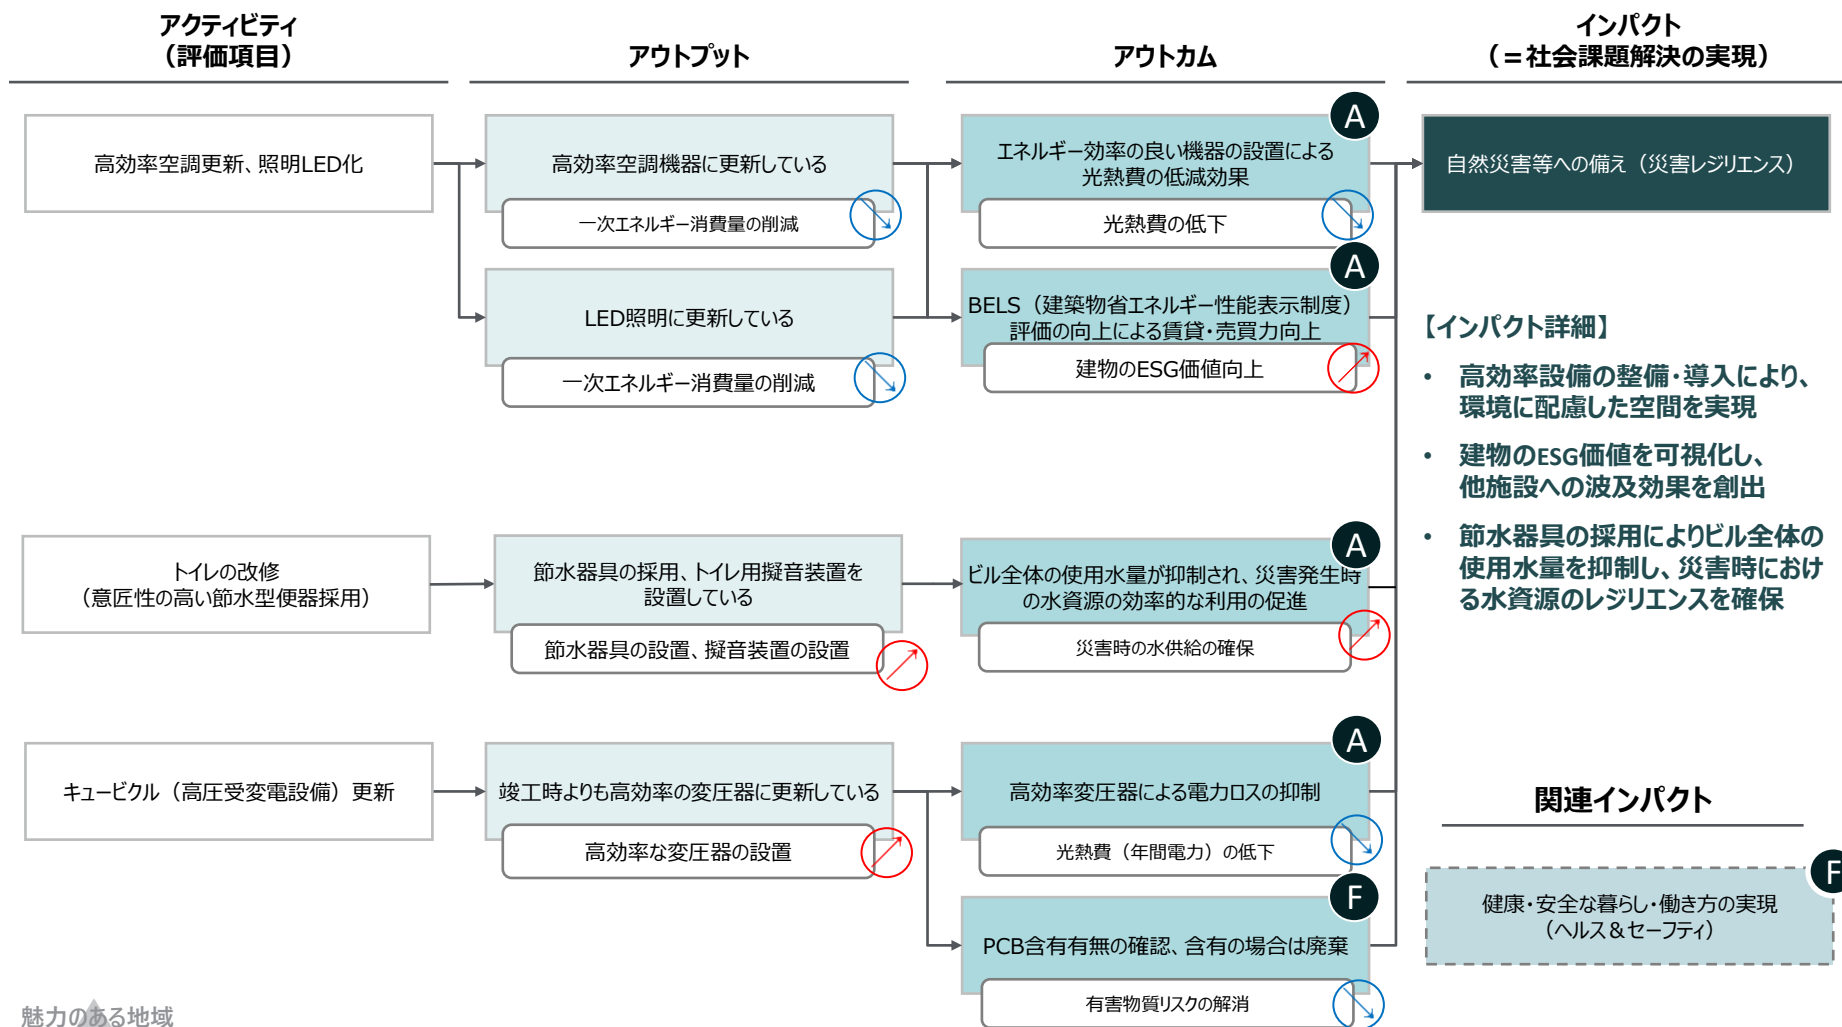 アクティビティ
（評価項目）
アウトプット
アウトカム
インパクト
（＝社会課題解決の実現）
高効率空調更新、照明LED化
高効率空調機器に更新している
一次エネルギー消費量の削減
LED照明に更新している
一次エネルギー消費量の削減
A
エネルギー効率の良い機器の設置による
光熱費の低減効果
光熱費の低下
A
BELS（建築物省エネルギー性能表示制度）
評価の向上による賃貸・売買力向上
建物のESG価値向上
自然災害等への備え（災害レジリエンス）
【インパクト詳細】
• 高効率設備の整備・導入により、
環境に配慮した空間を実現
• 建物のESG価値を可視化し、
他施設への波及効果を創出
• 節水器具の採用によりビル全体の
使用水量を抑制し、災害時におけ
る水資源のレジリエンスを確保
トイレの改修
（意匠性の高い節水型便器採用）
節水器具の採用、トイレ用擬音装置を
設置している
節水器具の設置、擬音装置の設置
A
ビル全体の使用水量が抑制され、災害発生時
の水資源の効率的な利用の促進
災害時の水供給の確保
キュービクル（高圧受変電設備）更新
竣工時よりも高効率の変圧器に更新している
高効率な変圧器の設置
A
高効率変圧器による電力ロスの抑制
光熱費（年間電力）の低下
F
PCB含有有無の確認、含有の場合は廃棄
有害物質リスクの解消
関連インパクト
F
健康・安全な暮らし・働き方の実現
（ヘルス＆セーフティ）
魅力のある地域